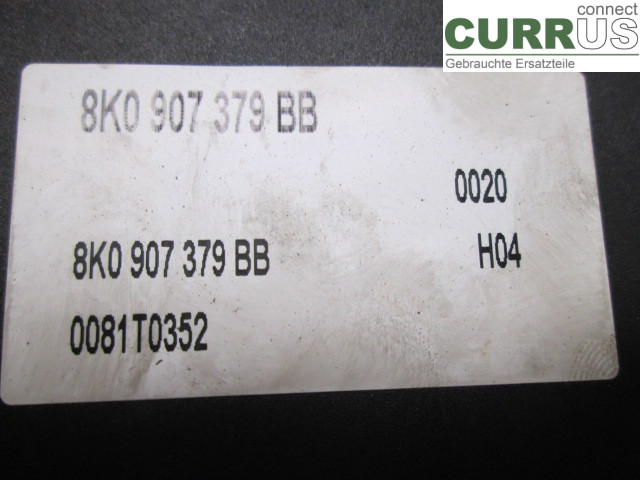 connect
CURRUS
Gebrauchte Ersatzteile
8K0 907 379 BB
0020
8K0 907 379 BB H04
0081T0352